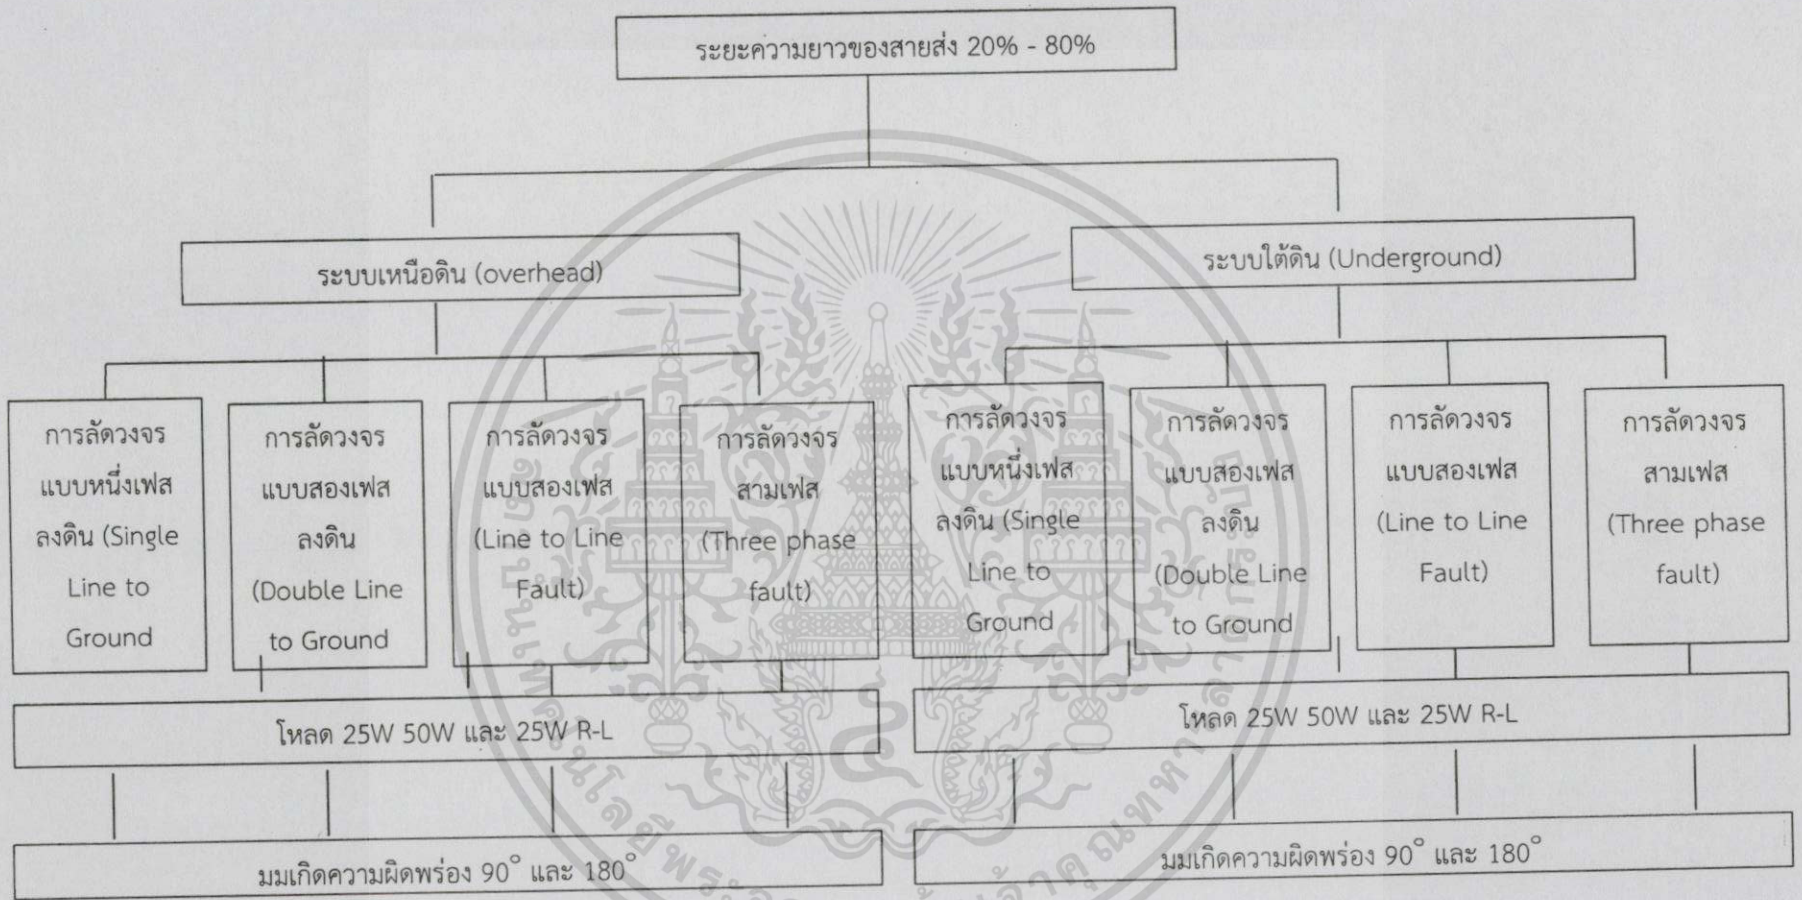 ระยะความยาวของสายส่ง 20% - 80%
ระบบเหนือดิน (overhead)
ระบบใต้ดิน (Underground)
การลัดวงจร
แบบหนึ่งเฟส
ลงดิน (Single
Line to
Ground
การลัดวงจร
แบบสองเฟส
ลงดิน
(Double Line
to Ground
การลัดวงจร
แบบสองเฟส
(Line to Line
Fault)
การลัดวงจร
สามเฟส
(Three phase
fault)
การลัดวงจร
แบบหนึ่งเฟส
ลงดิน (Single
Line to
Ground
การลัดวงจร
แบบสองเฟส
ลงดิน
(Double Line
to Ground
การลัดวงจร
แบบสองเฟส
(Line to Line
Fault)
การลัดวงจร
สามเฟส
(Three phase
fault)
โหลด 25W 50W และ 25W R-L
โหลด 25W 50W และ 25W R-L
มมเกิดความผิดพร่อง 90° และ 180°
มมเกิดความผิดพร่อง 90° และ 180°